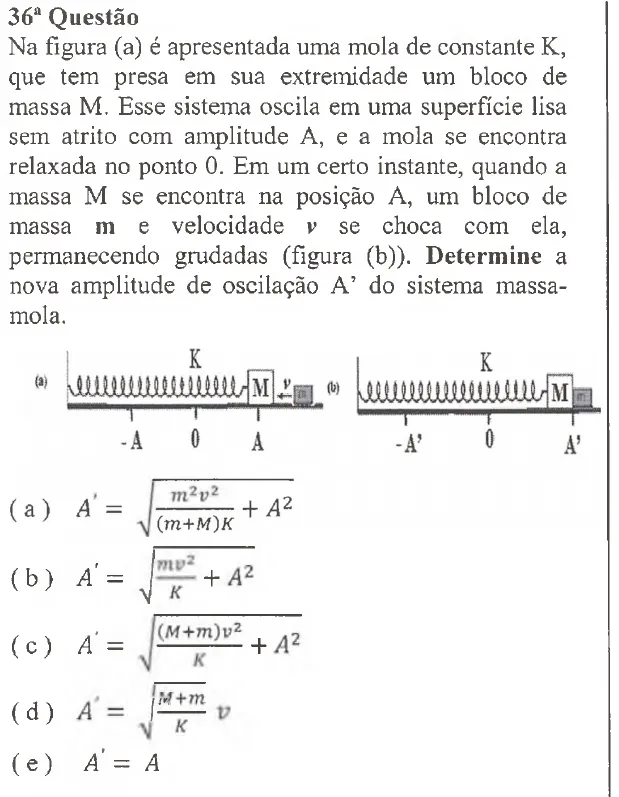 36ª Questão
Na figura (a) é apresentada uma mola de constante K,
que tem presa em sua extremidade um bloco de
massa M. Esse sistema oscila em uma superfície lisa
sem atrito com amplitude A, e a mola se encontra
relaxada no ponto 0. Em um certo instante, quando a
massa M se encontra na posição A, um bloco de
massa m e velocidade v se choca com ela,
permanecendo grudadas (figura (b)). Determine a
nova amplitude de oscilação A’ do sistema massa-
mola.
(a) K M v m
-A 0 A
(b) K M m
-A’ 0 A’
( a ) A' = √(m²v²/((m+M)K) + A²)
( b ) A' = √(mv²/K + A²)
( c ) A' = √((M+m)v²/K + A²)
( d ) A' = √((M+m)/K) v
( e ) A' = A